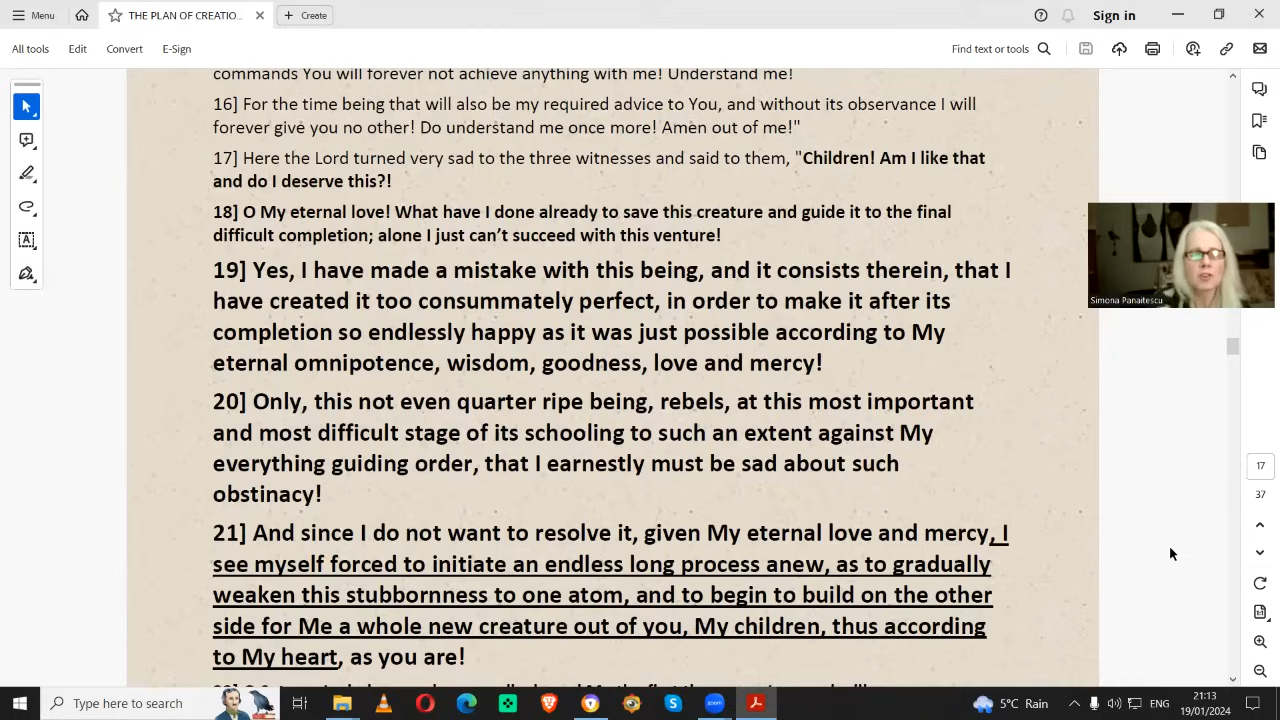 Menu
THE PLAN OF CREATIO...
Create
Sign in
All tools
Edit
Convert
E-Sign
Find text or tools
commands You will forever not achieve anything with me! Understand me!
16] For the time being that will also be my required advice to You, and without its observance I will
forever give you no other! Do understand me once more! Amen out of me!"
17] Here the Lord turned very sad to the three witnesses and said to them, "Children! Am I like that
and do I deserve this?!
18] O My eternal love! What have I done already to save this creature and guide it to the final
difficult completion; alone I just can’t succeed with this venture!
19] Yes, I have made a mistake with this being, and it consists therein, that I
have created it too consummately perfect, in order to make it after its
completion so endlessly happy as it was just possible according to My
eternal omnipotence, wisdom, goodness, love and mercy!
20] Only, this not even quarter ripe being, rebels, at this most important
and most difficult stage of its schooling to such an extent against My
everything guiding order, that I earnestly must be sad about such
obstinacy!
21] And since I do not want to resolve it, given My eternal love and mercy, I
see myself forced to initiate an endless long process anew, as to gradually
weaken this stubbornness to one atom, and to begin to build on the other
side for Me a whole new creature out of you, My children, thus according
to My heart, as you are!
Simona Panaitescu
17
37
Type here to search
5°C Rain
ENG
21:13
19/01/2024